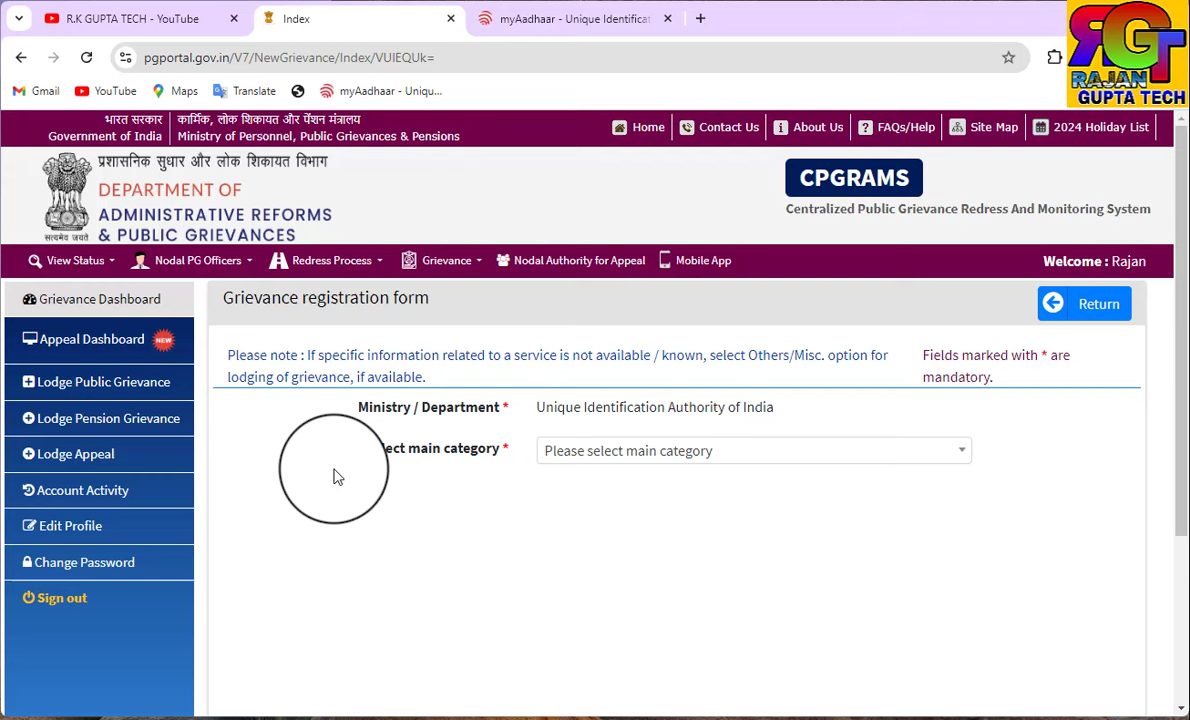 R.K GUPTA TECH - YouTube
Index
myAadhaar - Unique Identificat
pgportal.gov.in/V7/NewGrievance/Index/VUlEQUk=
RGT
RAJAN
GUPTA TECH
Gmail
YouTube
Maps
Translate
myAadhaar - Uniqu...
भारत सरकार
Government of India
कार्मिक, लोक शिकायत और पेंशन मंत्रालय
Ministry of Personnel, Public Grievances & Pensions
Home
Contact Us
About Us
FAQs/Help
Site Map
2024 Holiday List
सत्यमेव जयते
प्रशासनिक सुधार और लोक शिकायत विभाग
DEPARTMENT OF
ADMINISTRATIVE REFORMS
& PUBLIC GRIEVANCES
CPGRAMS
Centralized Public Grievance Redress And Monitoring System
View Status
Nodal PG Officers
Redress Process
Grievance
Nodal Authority for Appeal
Mobile App
Welcome : Rajan
Grievance Dashboard
Appeal Dashboard NEW
Lodge Public Grievance
Lodge Pension Grievance
Lodge Appeal
Account Activity
Edit Profile
Change Password
Sign out
Grievance registration form
Return
Please note : If specific information related to a service is not available / known, select Others/Misc. option for
lodging of grievance, if available.
Fields marked with * are
mandatory.
Ministry / Department * Unique Identification Authority of India
ect main category * Please select main category